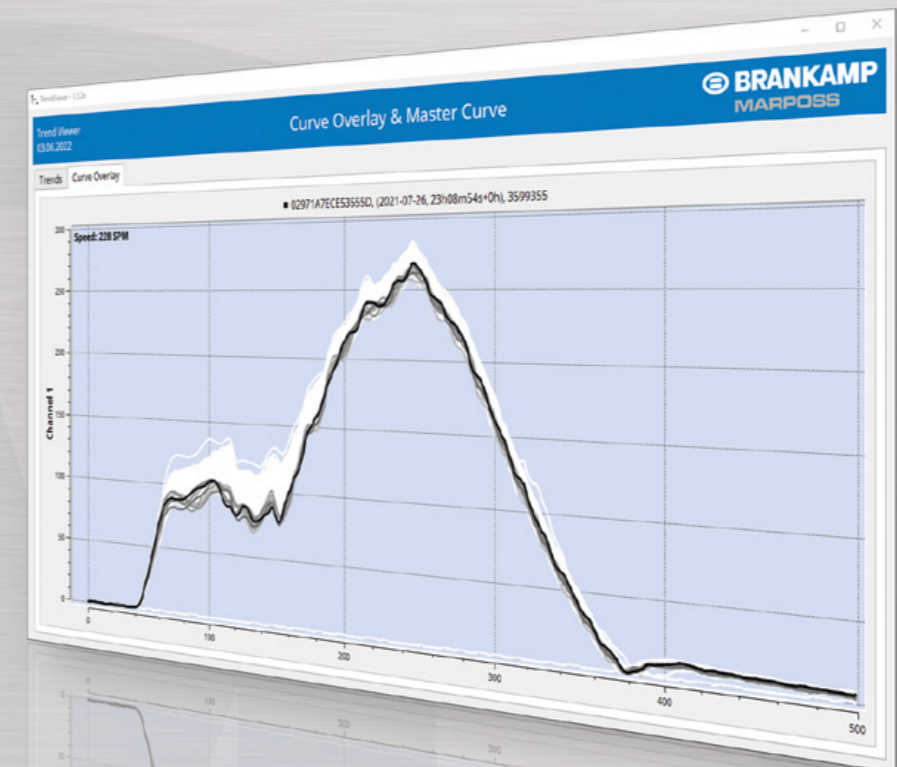 TrendViewer - 1.5.2c
BRANKAMP
MARPOSS
Trend Viewer
03.06.2022
Curve Overlay & Master Curve
Trends
Curve Overlay
02971A7ECE53555D, (2021-07-26, 23h08m54s+0h), 3599355
Speed: 228 SPM
300
250
200
150
100
50
0
Channel 1
0
100
200
300
400
500